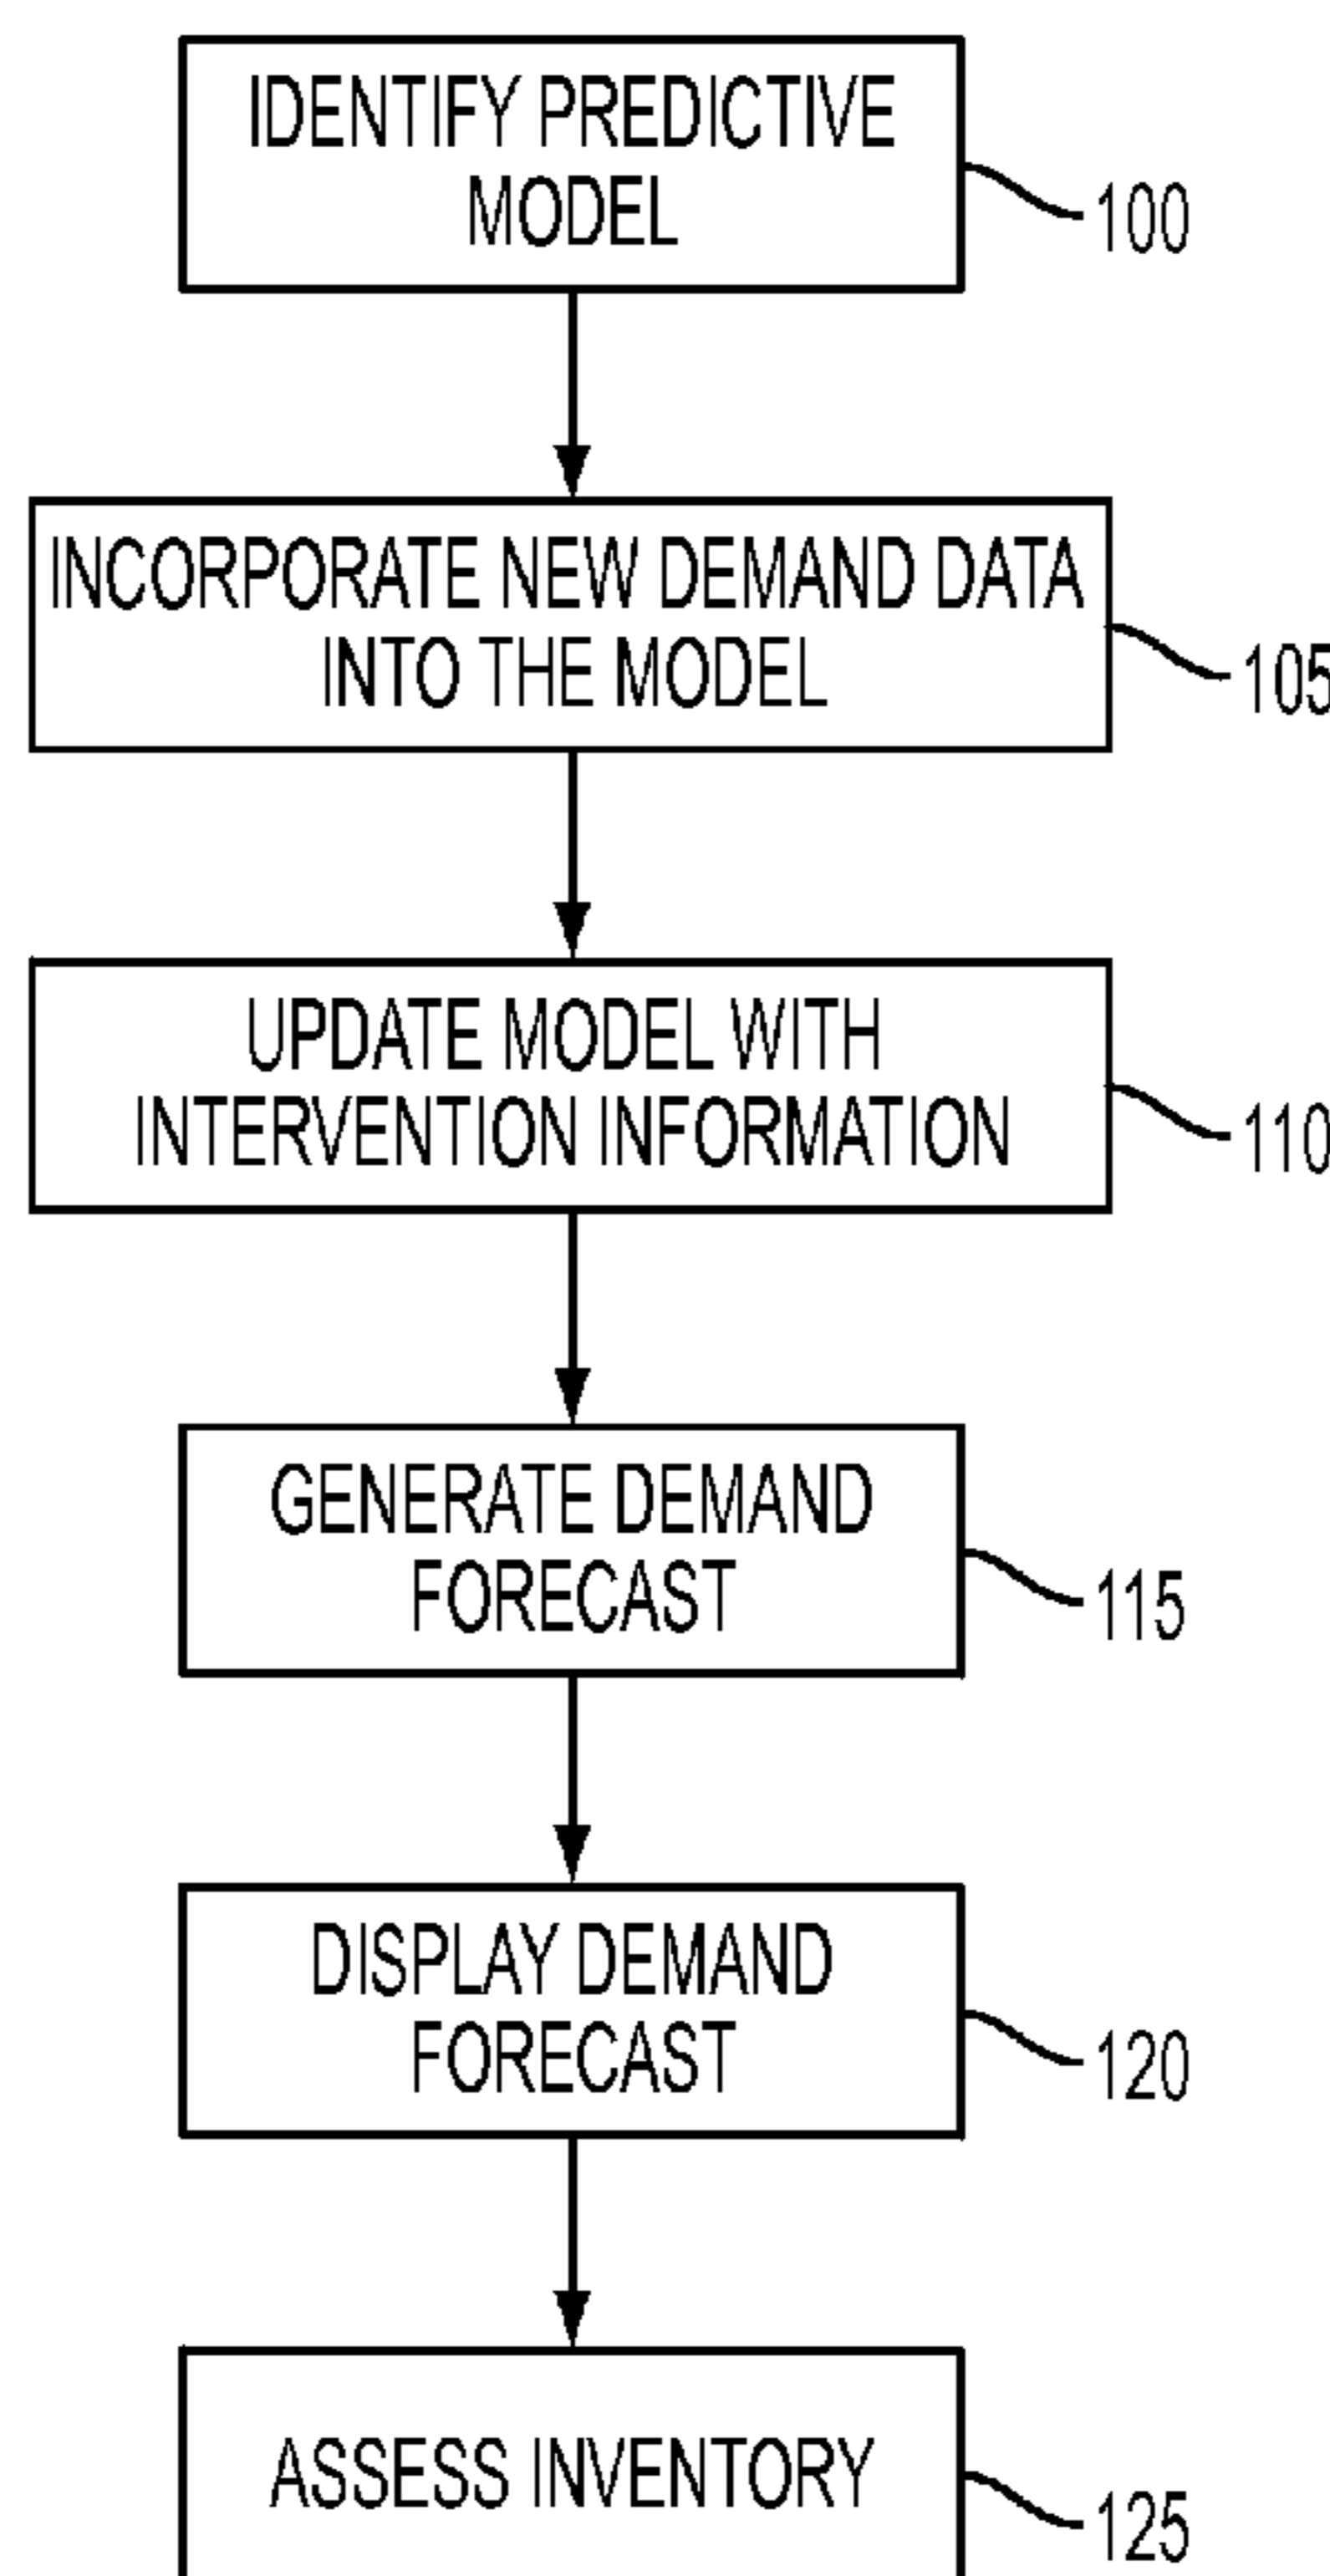 IDENTIFY PREDICTIVE
MODEL
100
INCORPORATE NEW DEMAND DATA
INTO THE MODEL
105
UPDATE MODEL WITH
INTERVENTION INFORMATION
110
GENERATE DEMAND
FORECAST
115
DISPLAY DEMAND
FORECAST
120
ASSESS INVENTORY
125